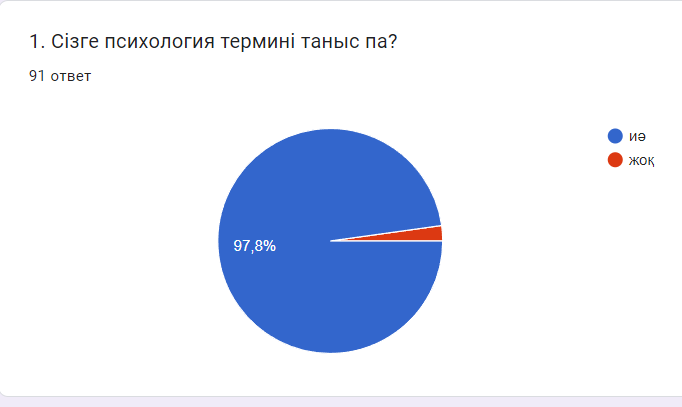 1. Сізге психология термині таныс па?
91 ответ
иә
жоқ
97,8%